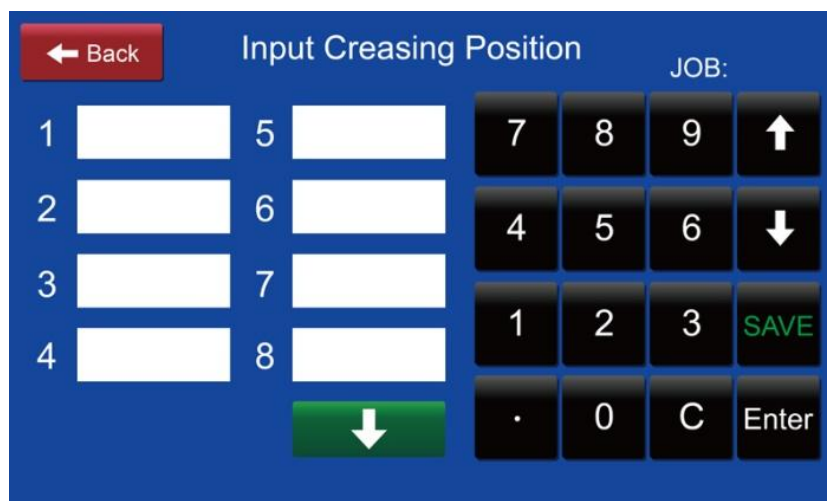 Back
Input Creasing Position
JOB:
1 5
2 6
3 7
4 8
7 8 9
4 5 6
1 2 3 SAVE
. 0 C Enter